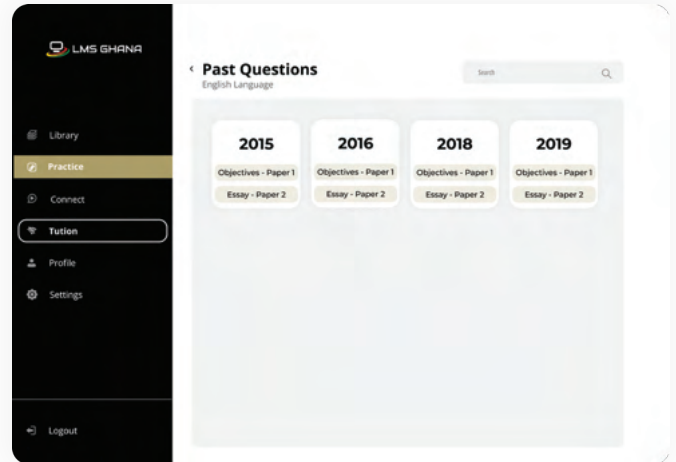 LMS GHANA
Library
Practice
Connect
Tution
Profile
Settings
Logout
‹ Past Questions
English Language
Search
2015
Objectives - Paper 1
Essay - Paper 2
2016
Objectives - Paper 1
Essay - Paper 2
2018
Objectives - Paper 1
Essay - Paper 2
2019
Objectives - Paper 1
Essay - Paper 2